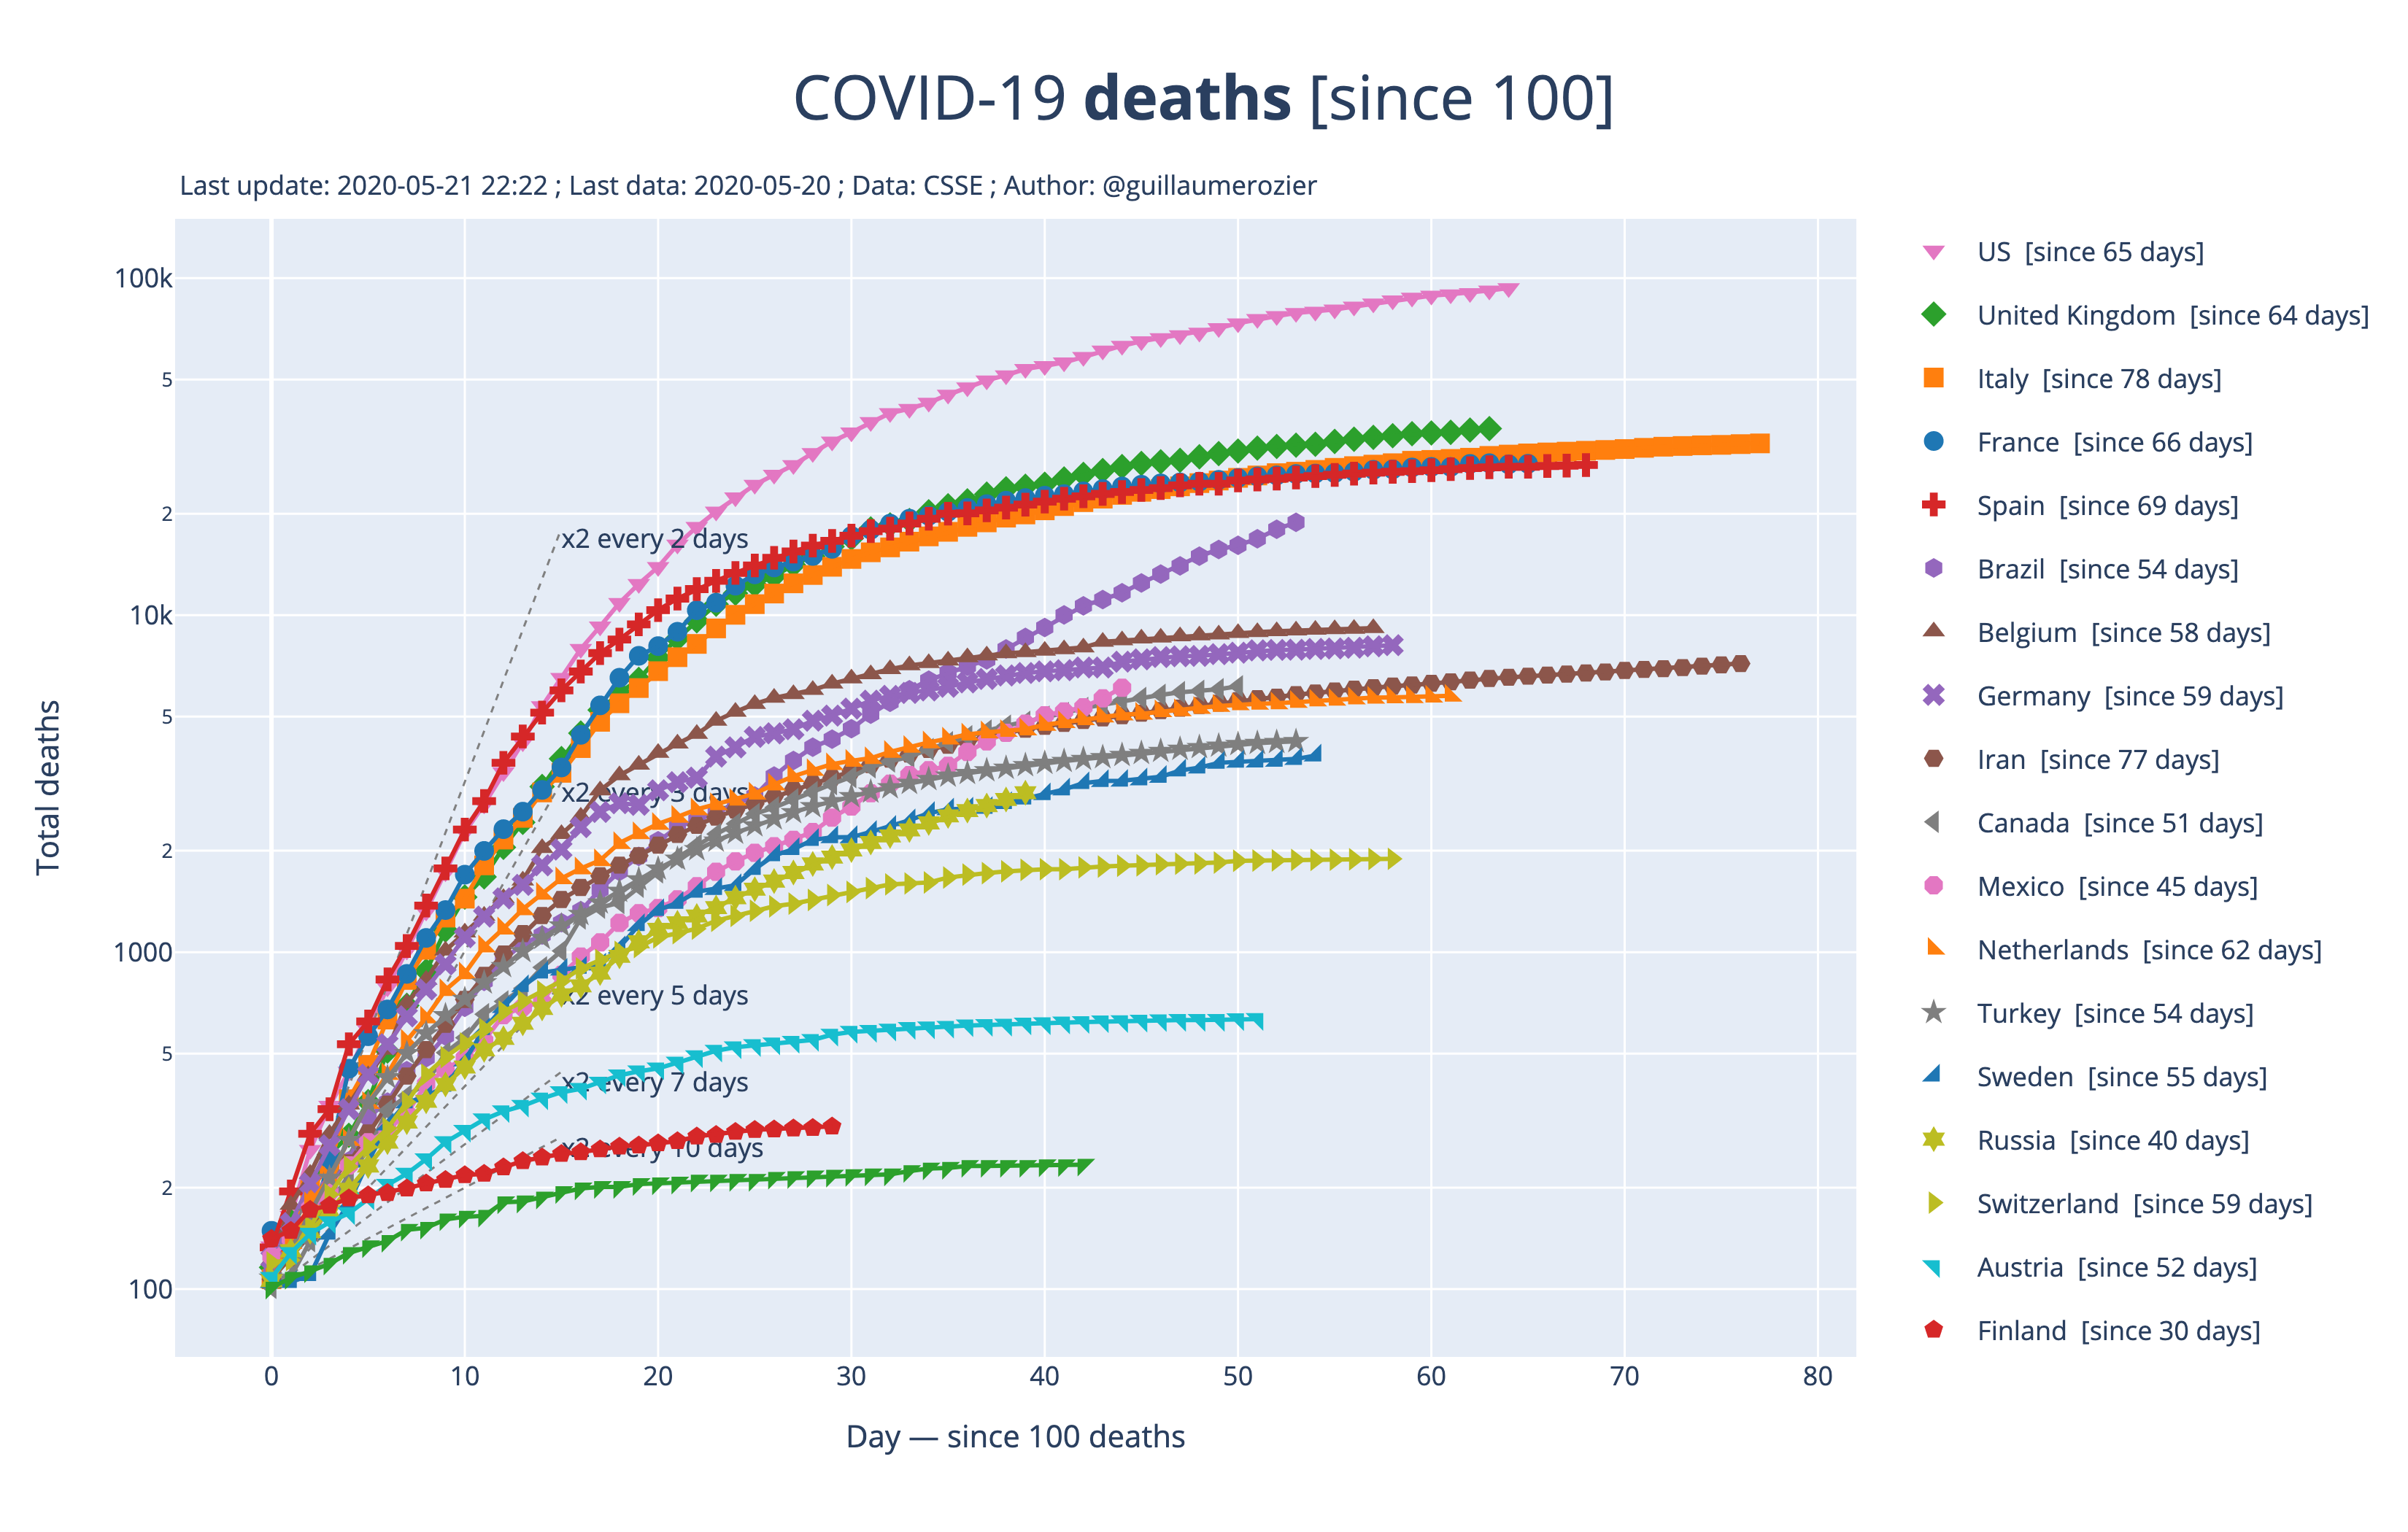 COVID-19 deaths [since 100]
Last update: 2020-05-21 22:22 ; Last data: 2020-05-20 ; Data: CSSE ; Author: @guillaumerozier
Total deaths
100k
5
2
10k
5
2
1000
5
2
100
x2 every 2 days
x2 every 3 days
x2 every 5 days
x2 every 7 days
x2 every 10 days
0 10 20 30 40 50 60 70 80
Day — since 100 deaths
US [since 65 days]
United Kingdom [since 64 days]
Italy [since 78 days]
France [since 66 days]
Spain [since 69 days]
Brazil [since 54 days]
Belgium [since 58 days]
Germany [since 59 days]
Iran [since 77 days]
Canada [since 51 days]
Mexico [since 45 days]
Netherlands [since 62 days]
Turkey [since 54 days]
Sweden [since 55 days]
Russia [since 40 days]
Switzerland [since 59 days]
Austria [since 52 days]
Finland [since 30 days]